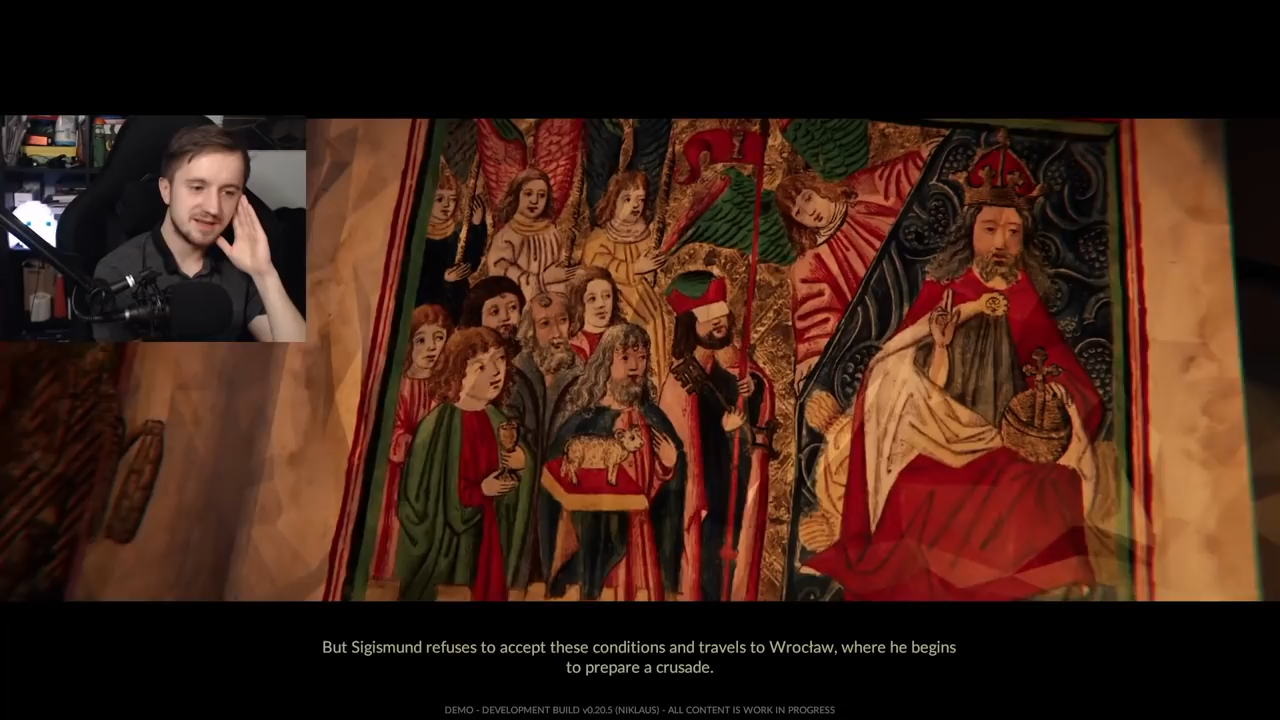 But Sigismund refuses to accept these conditions and travels to Wrocław, where he begins
to prepare a crusade.
DEMO - DEVELOPMENT BUILD v0.20.5 (NIKLAUS) - ALL CONTENT IS WORK IN PROGRESS